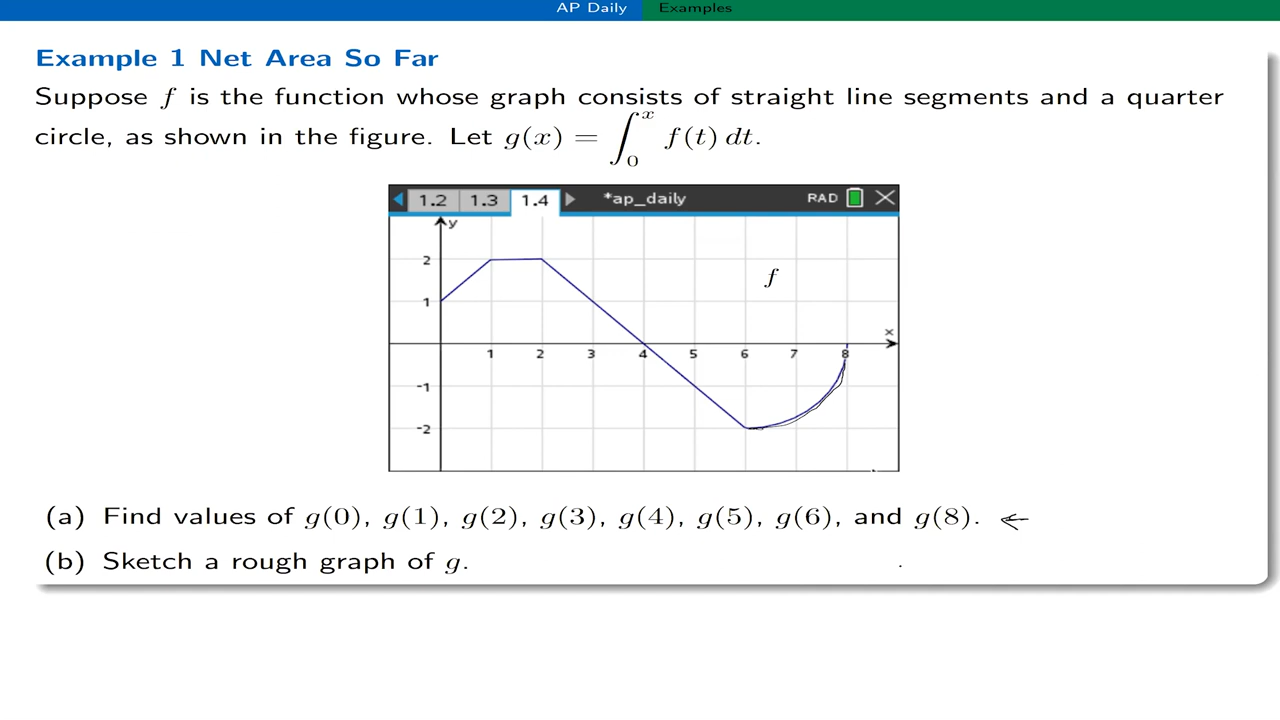 AP Daily Examples
Example 1 Net Area So Far
Suppose f is the function whose graph consists of straight line segments and a quarter
circle, as shown in the figure. Let g(x) = ∫₀ˣ f(t) dt.
1.2 1.3 1.4 *ap_daily RAD
y
2
f
1
x
1 2 3 4 5 6 7 8
-1
-2
(a) Find values of g(0), g(1), g(2), g(3), g(4), g(5), g(6), and g(8). ←
(b) Sketch a rough graph of g.